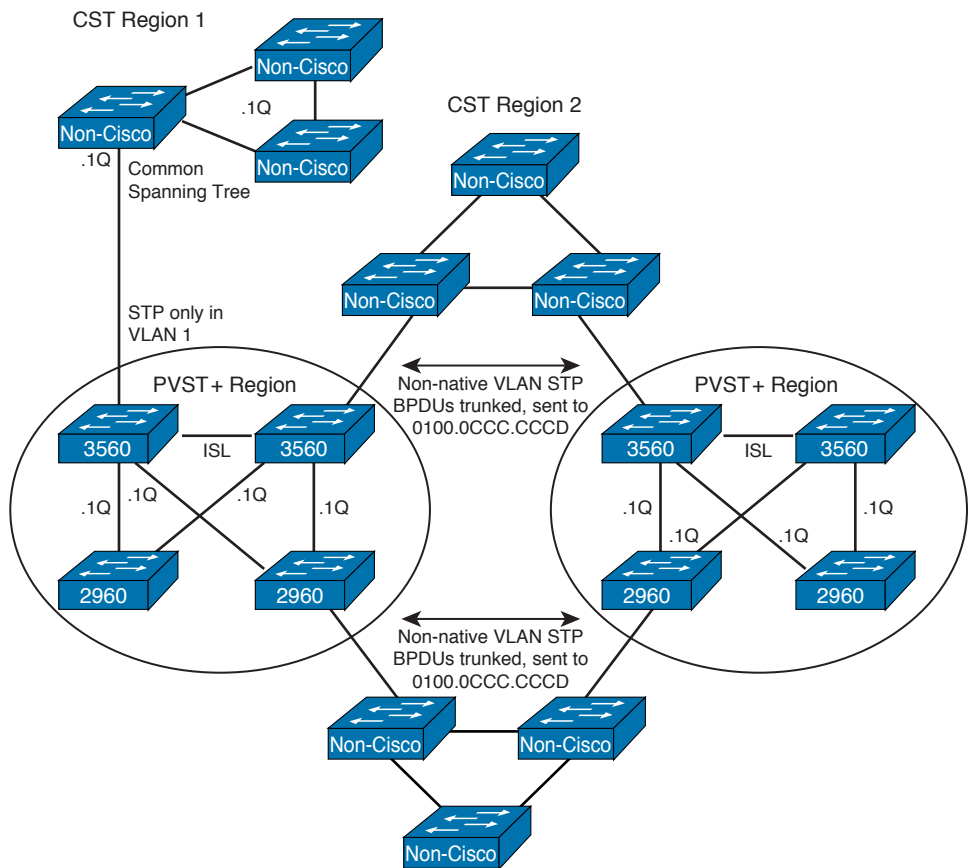 CST Region 1
Non-Cisco
.1Q
Non-Cisco
Non-Cisco
.1Q
Common
Spanning Tree
CST Region 2
Non-Cisco
Non-Cisco
Non-Cisco
STP only in
VLAN 1
PVST+ Region
3560
ISL
3560
.1Q
.1Q
.1Q
.1Q
2960
2960
Non-native VLAN STP
BPDUs trunked, sent to
0100.0CCC.CCCD
PVST+ Region
3560
ISL
3560
.1Q
.1Q
.1Q
.1Q
2960
2960
Non-native VLAN STP
BPDUs trunked, sent to
0100.0CCC.CCCD
Non-Cisco
Non-Cisco
Non-Cisco